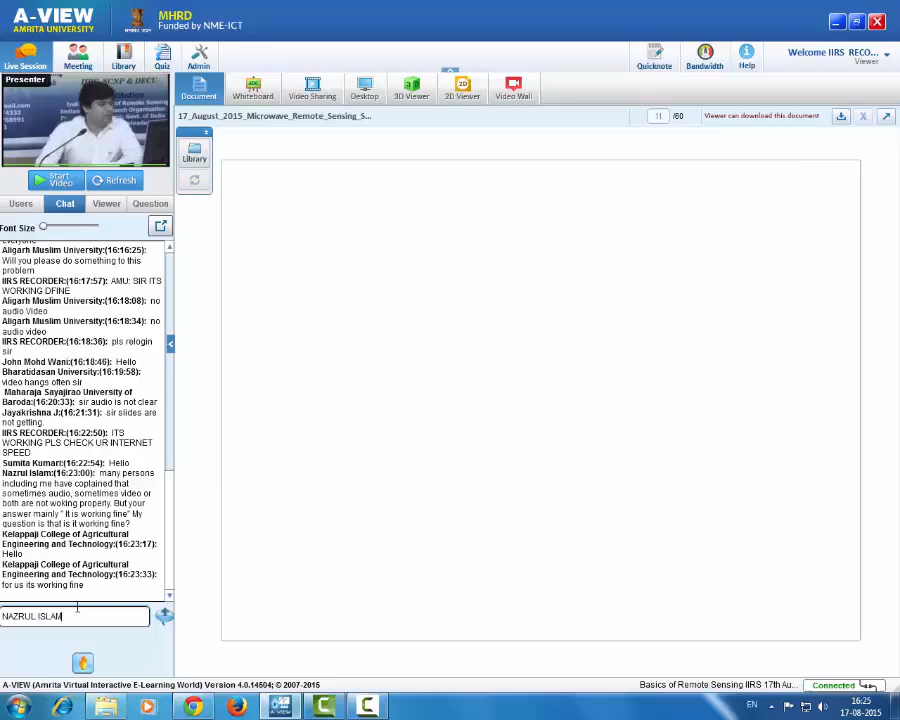 A-VIEW
AMRITA UNIVERSITY
MHRD
Funded by NME-ICT
Live Session
Meeting
Library
Quiz
Admin
Quicknote
Bandwidth
Help
Welcome IIRS RECO...
Viewer
Presenter
Document
Whiteboard
Video Sharing
Desktop
3D Viewer
2D Viewer
Video Wall
17_August_2015_Microwave_Remote_Sensing_S...
11 /60
Viewer can download this document
Library
Start Video
Refresh
Users
Chat
Viewer
Question
Font Size
everyone
Aligarh Muslim University:(16:16:25):
Will you please do something to this
problem
IIRS RECORDER:(16:17:57): AMU: SIR ITS
WORKING DFINE
Aligarh Muslim University:(16:18:08): no
audio Video
Aligarh Muslim University:(16:18:34): no
audio video
IIRS RECORDER:(16:18:36): pls relogin
sir
John Mohd Wani:(16:18:46): Hello
Bharatidasan University:(16:19:58):
video hangs often sir
Maharaja Sayajirao University of
Baroda:(16:20:33): sir audio is not clear
Jayakrishna J:(16:21:31): sir slides are
not getting.
IIRS RECORDER:(16:22:50): ITS
WORKING PLS CHECK UR INTERNET
SPEED
Sumita Kumari:(16:22:54): Hello
Nazrul Islam:(16:23:00): many persons
including me have complained that
sometimes audio, sometimes video or
both are not woking properly. But your
answer mainly " It is working fine" My
question is that is it working fine?
Kelappaji College of Agricultural
Engineering and Technology:(16:23:17):
Hello
Kelappaji College of Agricultural
Engineering and Technology:(16:23:33):
for us its working fine
NAZRUL ISLAM
A-VIEW (Amrita Virtual Interactive E-Learning World) Version 4.0.14504; © 2007-2015
Basics of Remote Sensing IIRS 17th Au...
Connected
EN
16:25
17-08-2015